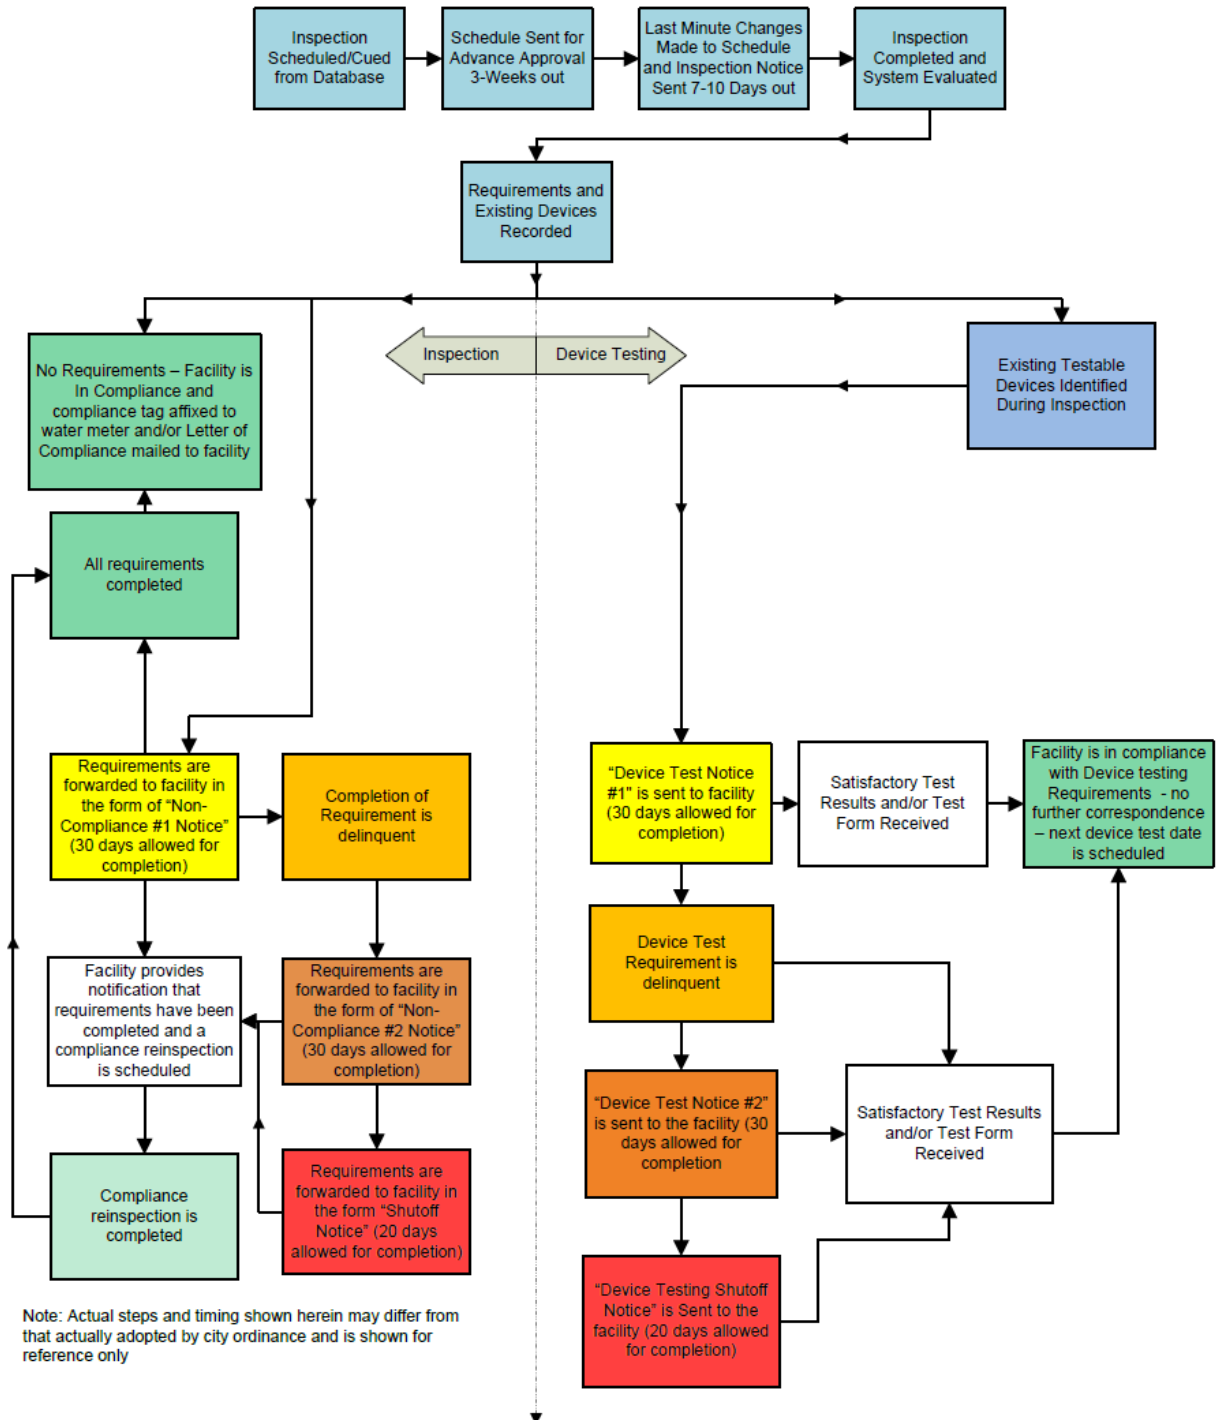 Inspection
Scheduled/Cued
from Database
Schedule Sent for
Advance Approval
3-Weeks out
Last Minute Changes
Made to Schedule
and Inspection Notice
Sent 7-10 Days out
Inspection
Completed and
System Evaluated
Requirements and
Existing Devices
Recorded
Inspection
Device Testing
No Requirements – Facility is
In Compliance and
compliance tag affixed to
water meter and/or Letter of
Compliance mailed to facility
Existing Testable
Devices Identified
During Inspection
All requirements
completed
Requirements are
forwarded to facility in
the form of “Non-
Compliance #1 Notice”
(30 days allowed for
completion)
Completion of
Requirement is
delinquent
“Device Test Notice
#1" is sent to facility
(30 days allowed for
completion)
Satisfactory Test
Results and/or Test
Form Received
Facility is in compliance
with Device testing
Requirements - no
further correspondence
– next device test date
is scheduled
Facility provides
notification that
requirements have been
completed and a
compliance reinspection
is scheduled
Requirements are
forwarded to facility in
the form of “Non-
Compliance #2 Notice”
(30 days allowed for
completion)
Device Test
Requirement is
delinquent
“Device Test Notice #2”
is sent to the facility (30
days allowed for
completion
Satisfactory Test Results
and/or Test Form
Received
Compliance
reinspection is
completed
Requirements are
forwarded to facility in
the form “Shutoff
Notice” (20 days
allowed for completion)
“Device Testing Shutoff
Notice” is Sent to the
facility (20 days allowed
for completion)
Note: Actual steps and timing shown herein may differ from
that actually adopted by city ordinance and is shown for
reference only